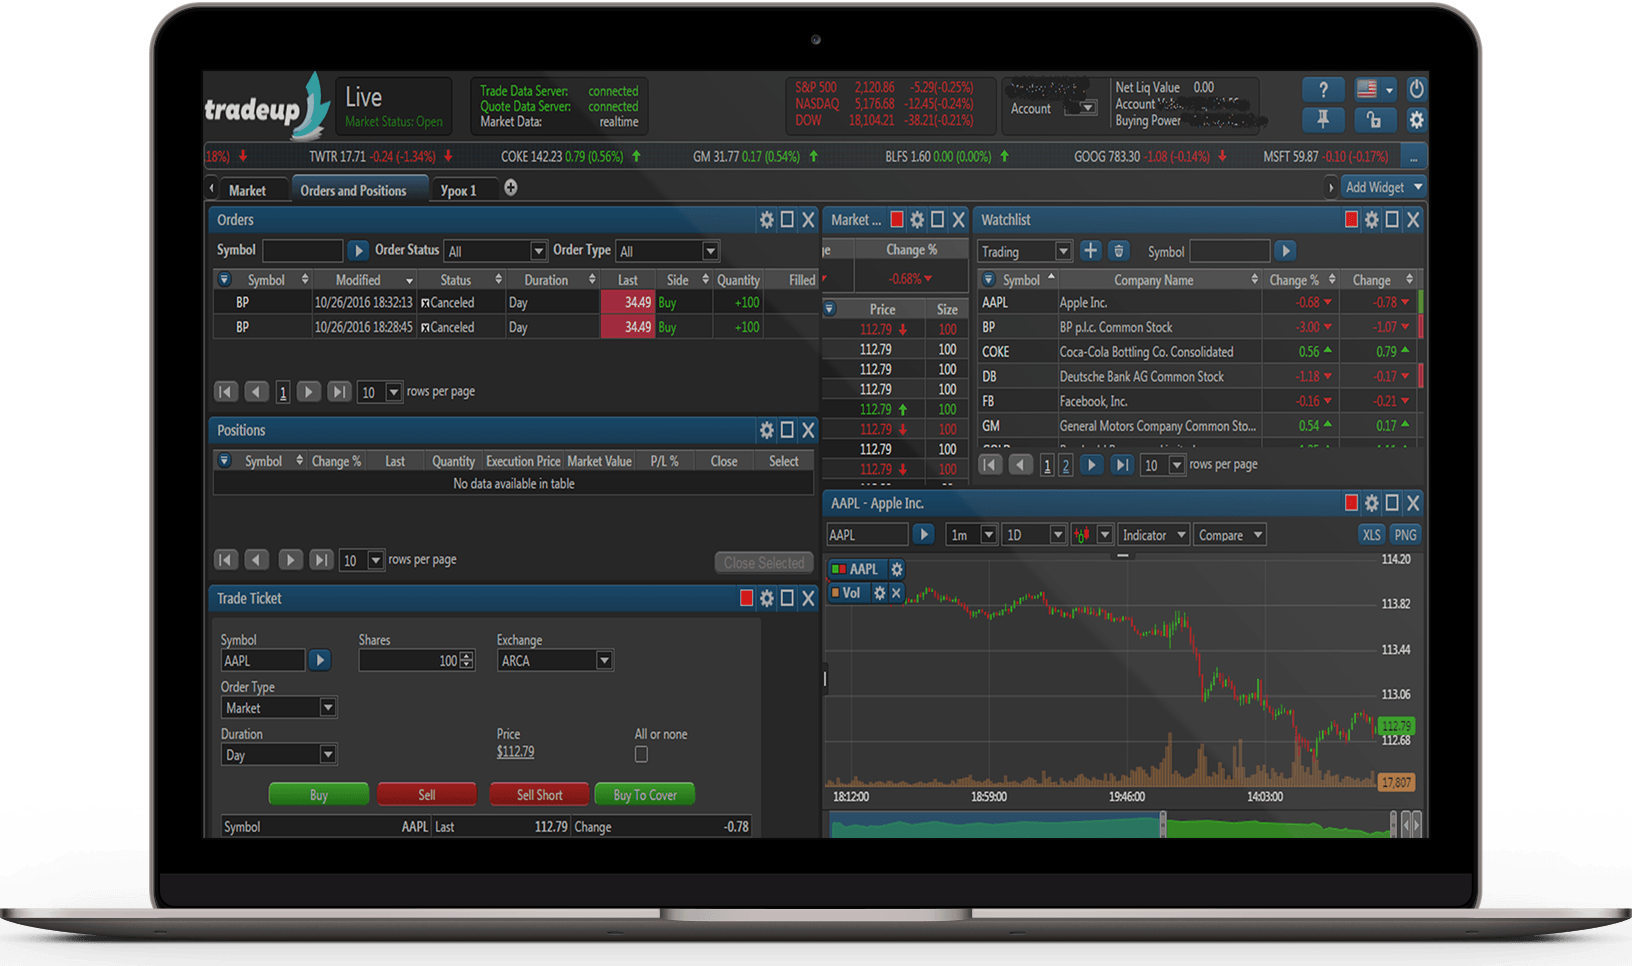 tradeup
Live
Market Status: Open
Trade Data Server: connected
Quote Data Server: connected
Market Data: realtime
S&P 500 2,120.86 -5.29(-0.25%)
NASDAQ 5,176.68 -12.45(-0.24%)
DOW 18,104.21 -38.21(-0.21%)
Account
Net Liq Value 0.00
Account
Buying Power
?
18%) TWTR 17.71 -0.24 (-1.34%) COKE 142.23 0.79 (0.56%) GM 31.77 0.17 (0.54%) BLFS 1.60 0.00 (0.00%) GOOG 783.30 -1.08 (-0.14%) MSFT 59.87 -0.10 (-0.17%) ...
Market Orders and Positions Урок 1 Add Widget
Orders
Symbol Order Status All Order Type All
Symbol Modified Status Duration Last Side Quantity Filled
BP 10/26/2016 18:32:13 Canceled Day 34.49 Buy +100
BP 10/26/2016 18:28:45 Canceled Day 34.49 Buy +100
1 10 rows per page
Positions
Symbol Change % Last Quantity Execution Price Market Value P/L % Close Select
No data available in table
10 rows per page
Close Selected
Trade Ticket
Symbol Shares Exchange
AAPL 100 ARCA
Order Type
Market
Duration Price All or none
Day $112.79
Buy Sell Sell Short Buy To Cover
Symbol AAPL Last 112.79 Change -0.78
Market ...
ge Change %
-0.68%
Price Size
112.79 100
112.79 100
112.79 100
112.79 100
112.79 100
112.79 100
112.79 100
112.79 100
Watchlist
Trading Symbol
Symbol Company Name Change % Change
AAPL Apple Inc. -0.68 -0.78
BP BP p.l.c. Common Stock -3.00 -1.07
COKE Coca-Cola Bottling Co. Consolidated 0.56 0.79
DB Deutsche Bank AG Common Stock -1.18 -0.17
FB Facebook, Inc. -0.16 -0.21
GM General Motors Company Common Sto... 0.54 0.17
1 2 10 rows per page
AAPL - Apple Inc.
AAPL 1m 1D Indicator Compare XLS PNG
AAPL
Vol
114.20
113.82
113.44
113.06
112.79
112.68
17,807
18:12:00 18:59:00 19:46:00 14:03:00